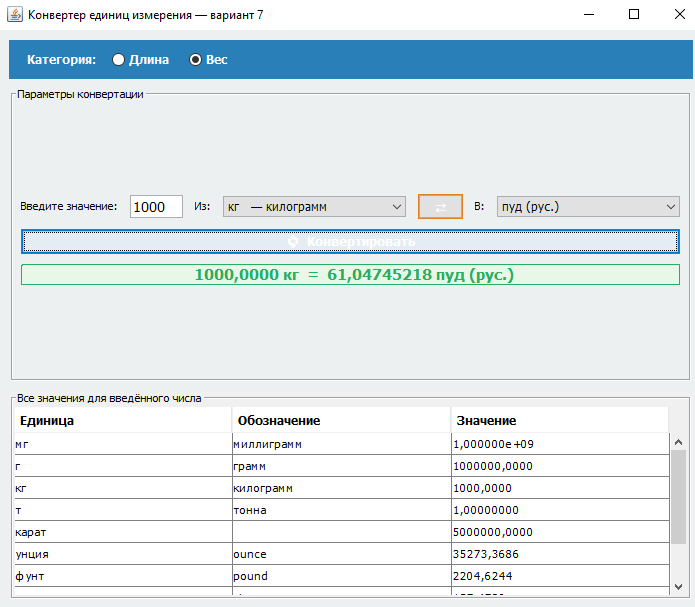 Конвертер единиц измерения — вариант 7
Категория: Длина Вес
Параметры конвертации
Введите значение: 1000 Из: кг — килограмм ⇄ В: пуд (рус.)
Конвертировать
1000,0000 кг = 61,04745218 пуд (рус.)
Все значения для введённого числа
Единица Обозначение Значение
мг миллиграмм 1,000000e+09
г грамм 1000000,0000
кг килограмм 1000,0000
т тонна 1,00000000
карат 5000000,0000
унция ounce 35273,3686
фунт pound 2204,6244